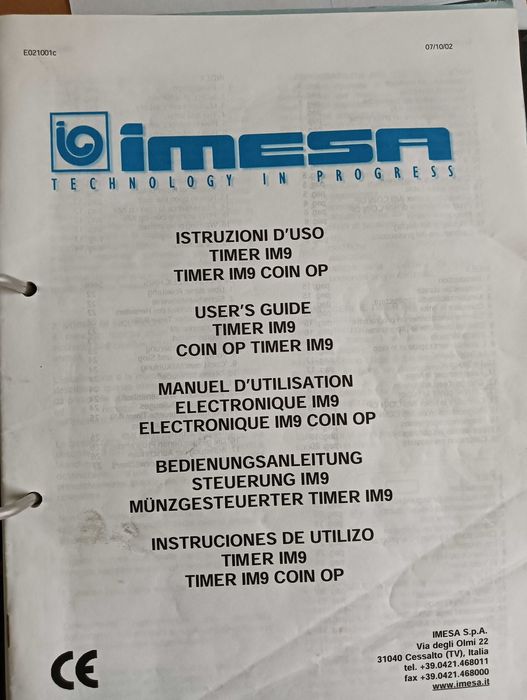 E021001c
07/10/02
imesa
TECHNOLOGY IN PROGRESS
ISTRUZIONI D'USO
TIMER IM9
TIMER IM9 COIN OP
USER'S GUIDE
TIMER IM9
COIN OP TIMER IM9
MANUEL D'UTILISATION
ELECTRONIQUE IM9
ELECTRONIQUE IM9 COIN OP
BEDIENUNGSANLEITUNG
STEUERUNG IM9
MÜNZGESTEUERTER TIMER IM9
INSTRUCIONES DE UTILIZO
TIMER IM9
TIMER IM9 COIN OP
IMESA S.p.A.
Via degli Olmi 22
31040 Cessalto (TV), Italia
tel. +39.0421.468011
fax +39.0421.468000
www.imesa.it
CE